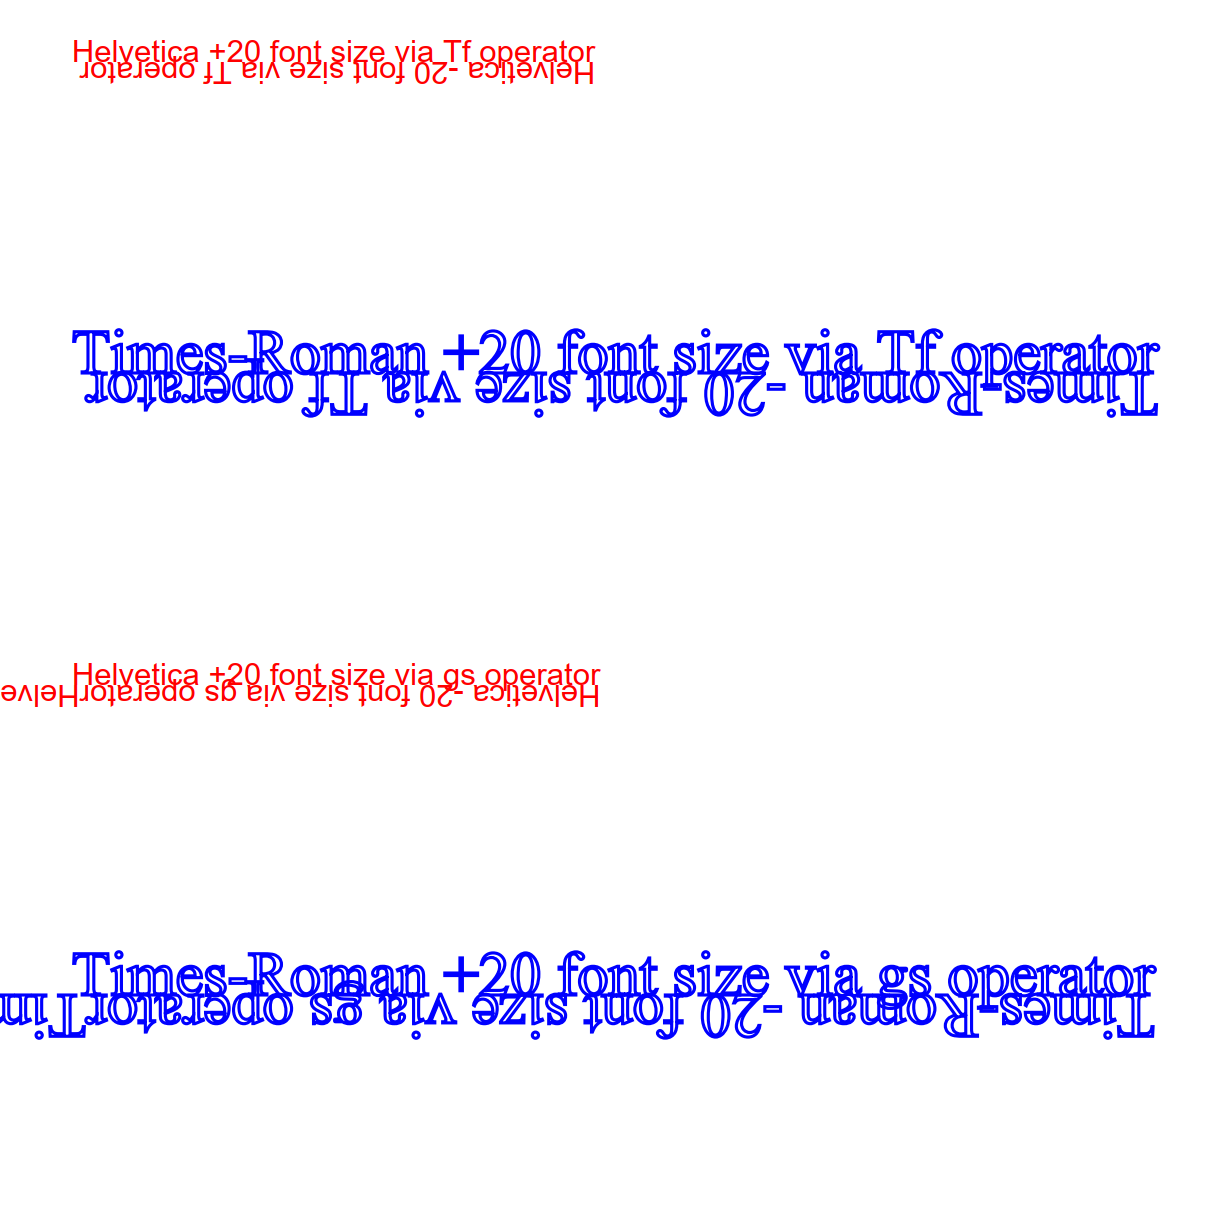 Helvetica +20 font size via Tf operator
Helvetica -20 font size via Tf operator
Times-Roman +20 font size via Tf operator
Times-Roman -20 font size via Tf operator
Helvetica +20 font size via gs operator
Helvetica -20 font size via gs operatorHelve
Times-Roman +20 font size via gs operator
Times-Roman -20 font size via gs operatorTim